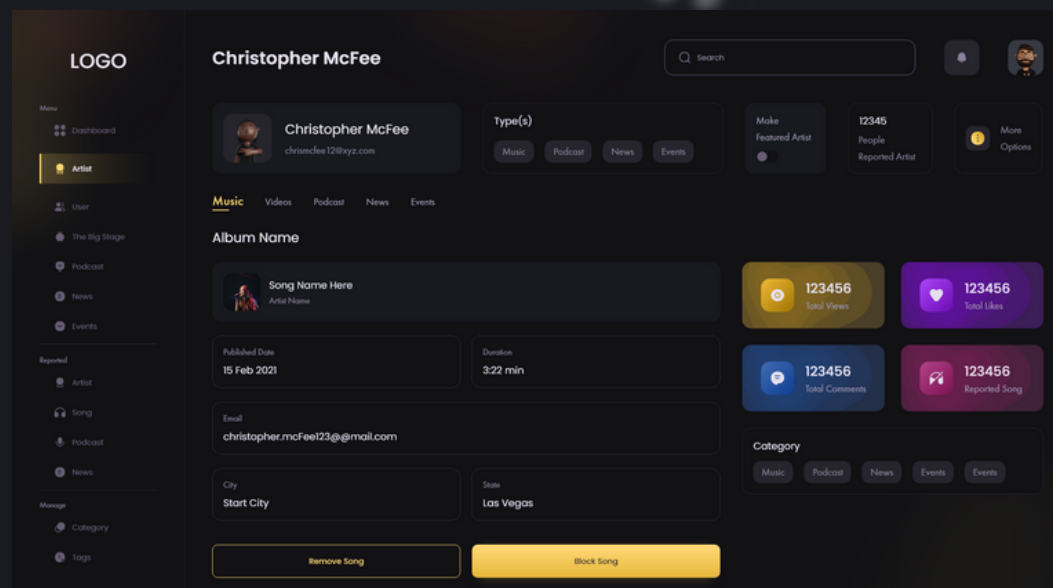 LOGO
Menu
Dashboard
Artist
User
The Big Stage
Podcast
News
Events
Reported
Artist
Song
Podcast
News
Manage
Category
Tags
Christopher McFee
Search
Christopher McFee
chrismcfee12@xyz.com
Type(s)
Music Podcast News Events
Make
Featured Artist
12345
People
Reported Artist
More
Options
Music Videos Podcast News Events
Album Name
Song Name Here
Artist Name
Published Date
15 Feb 2021
Duration
3:22 min
Email
christopher.mcFee123@@mail.com
City
Start City
State
Las Vegas
Remove Song
Block Song
123456
Total Views
123456
Total Likes
123456
Total Comments
123456
Reported Song
Category
Music Podcast News Events Events